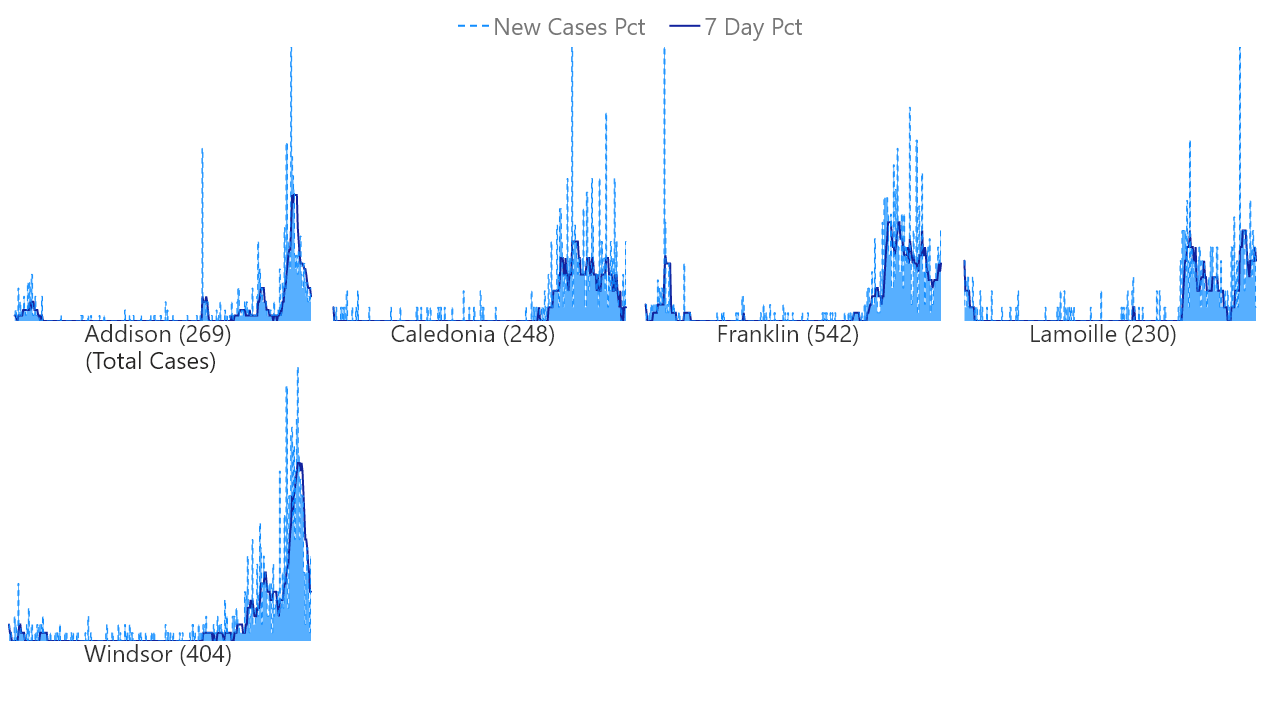 New Cases Pct 7 Day Pct
Addison (269)
(Total Cases)
Caledonia (248)
Franklin (542)
Lamoille (230)
Windsor (404)